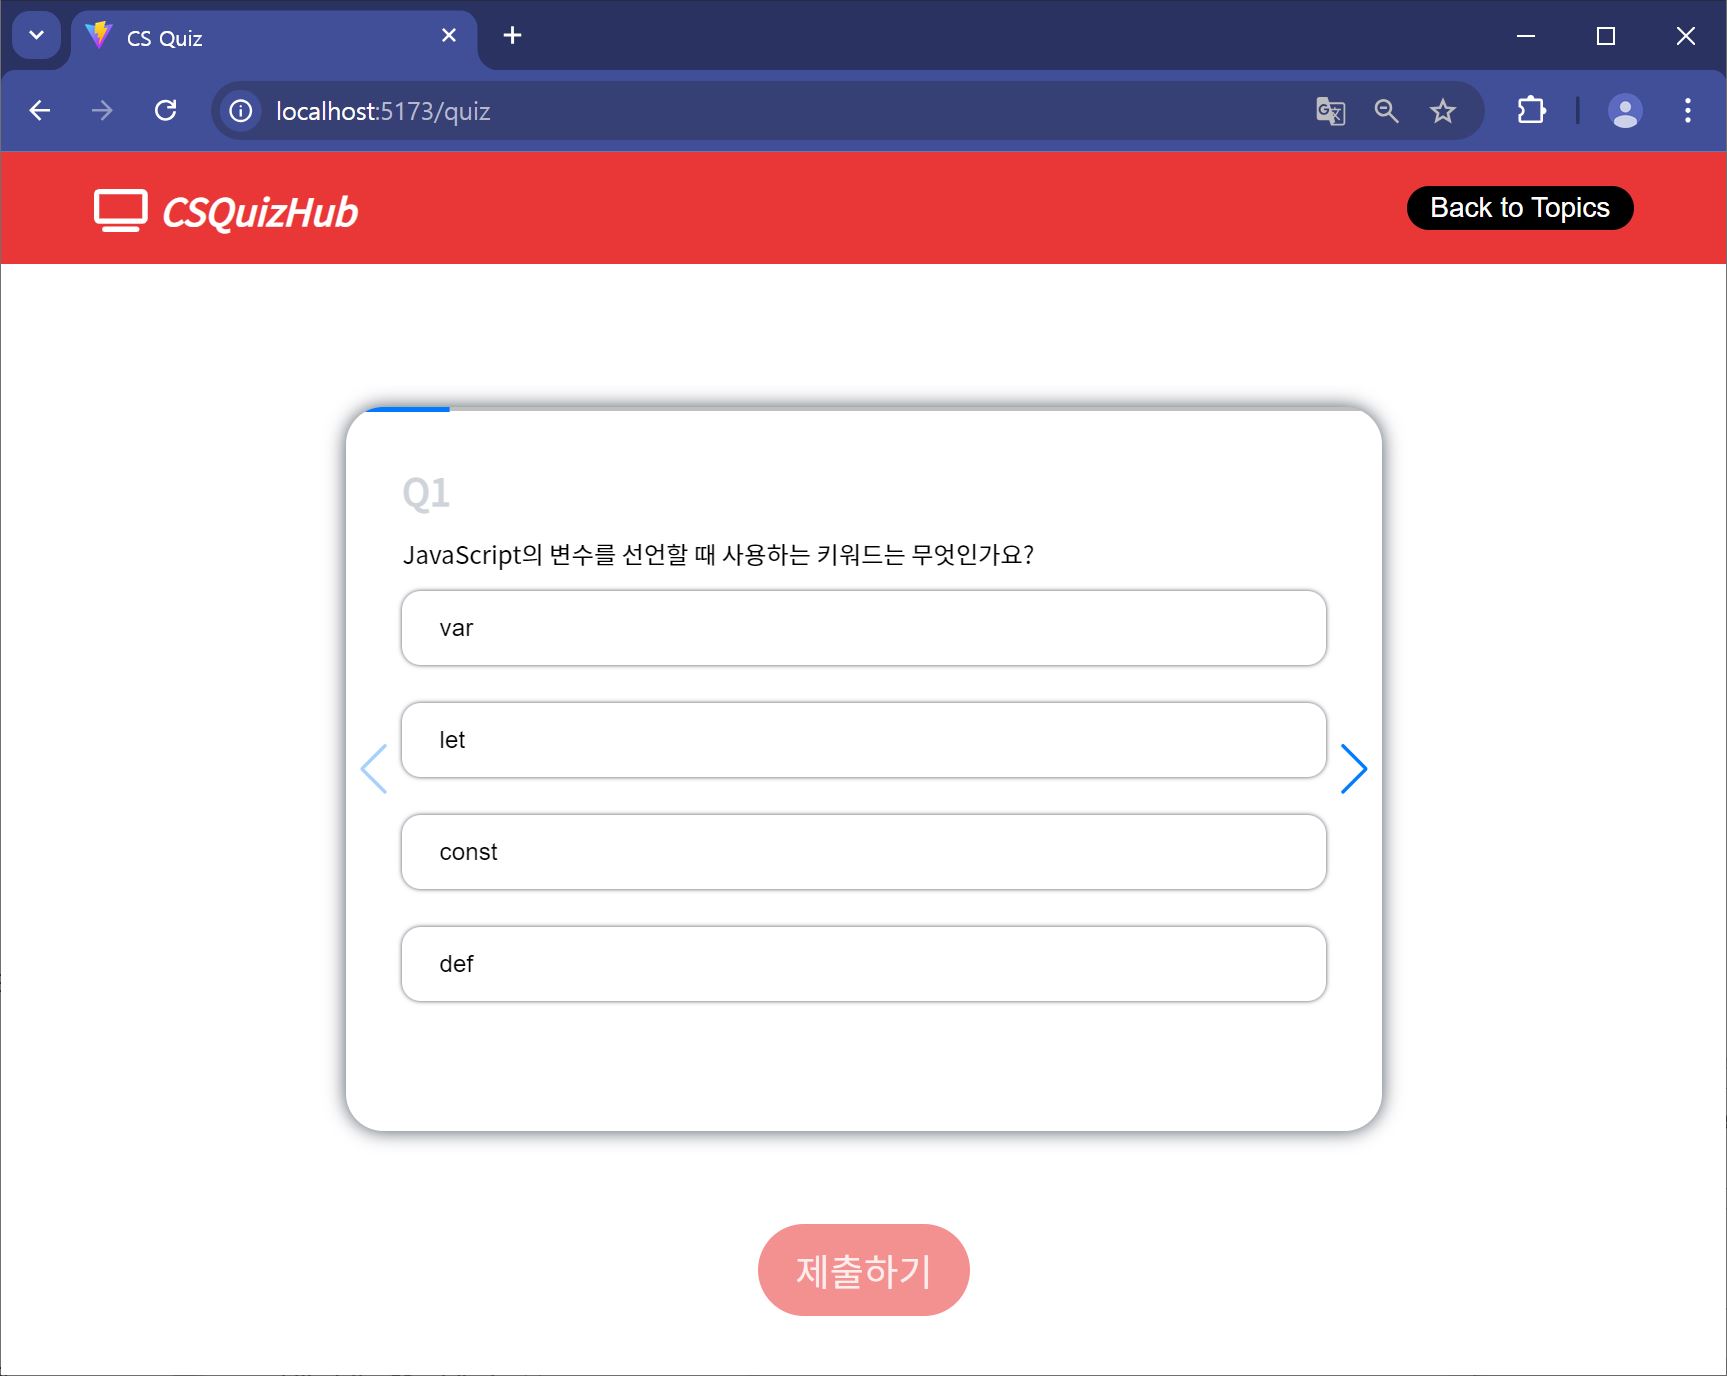 CS Quiz
localhost:5173/quiz
CSQuizHub
Back to Topics
Q1
JavaScript의 변수를 선언할 때 사용하는 키워드는 무엇인가요?
var
let
const
def
제출하기